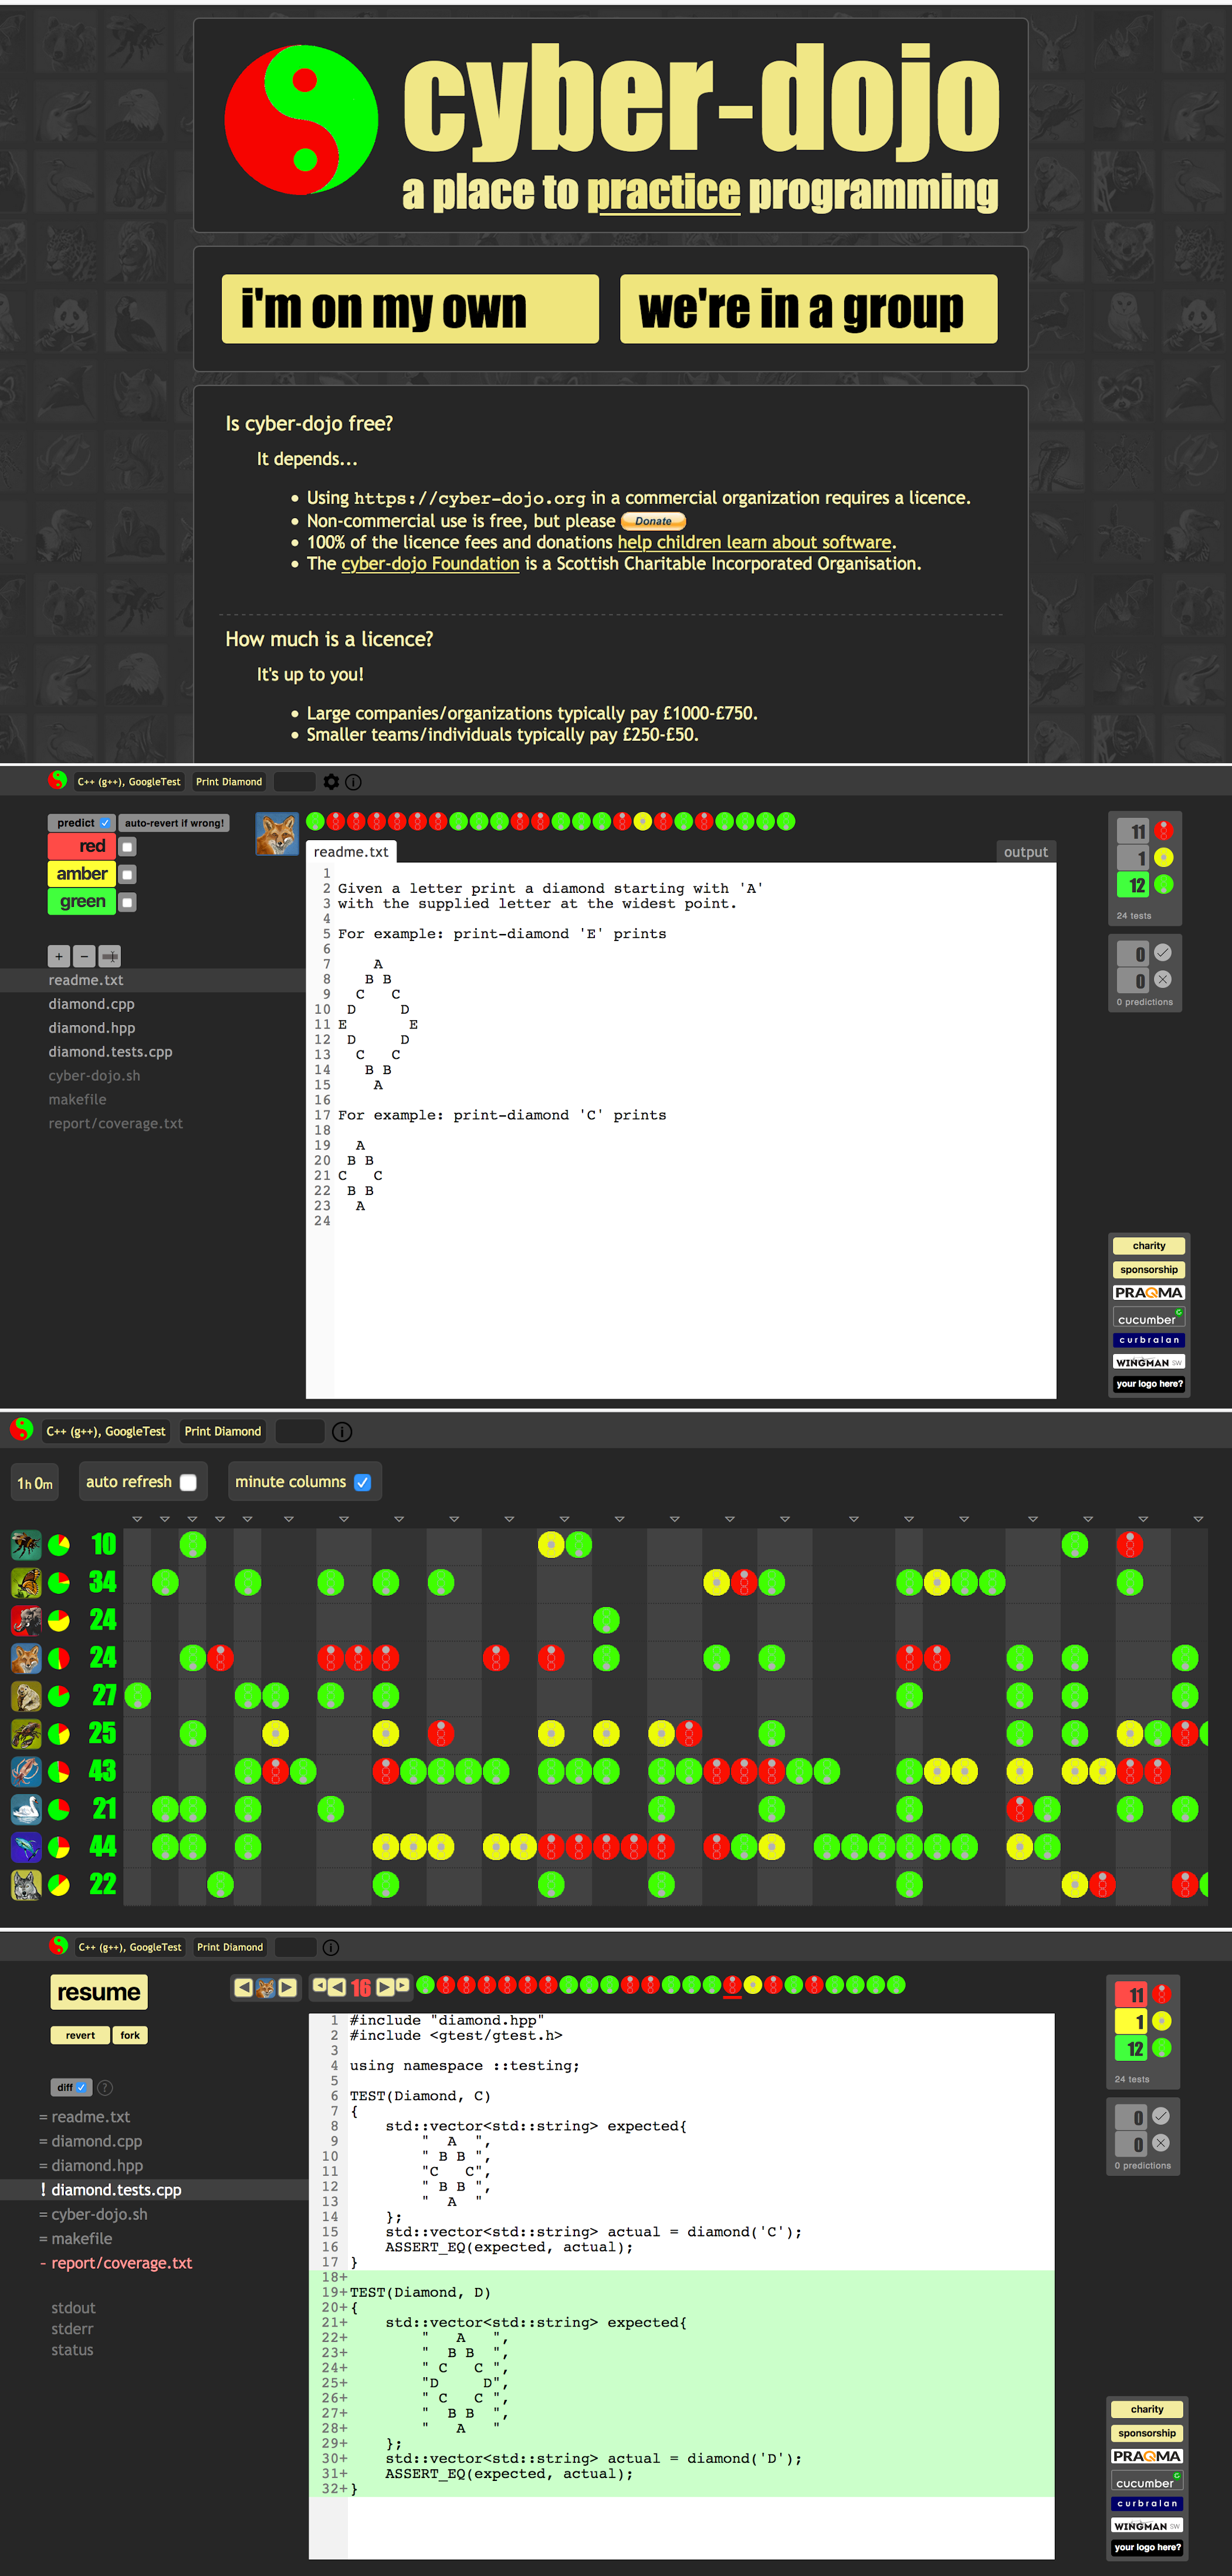 cyber-dojo
a place to practice programming
i'm on my own
we're in a group
Is cyber-dojo free?
It depends...
• Using https://cyber-dojo.org in a commercial organization requires a licence.
• Non-commercial use is free, but please Donate
• 100% of the licence fees and donations help children learn about software.
• The cyber-dojo Foundation is a Scottish Charitable Incorporated Organisation.
How much is a licence?
It's up to you!
• Large companies/organizations typically pay £1000-£750.
• Smaller teams/individuals typically pay £250-£50.
C++ (g++), GoogleTest Print Diamond
predict auto-revert if wrong!
red
amber
green
+ −
readme.txt
diamond.cpp
diamond.hpp
diamond.tests.cpp
cyber-dojo.sh
makefile
report/coverage.txt
readme.txt output
1
2 Given a letter print a diamond starting with 'A'
3 with the supplied letter at the widest point.
4
5 For example: print-diamond 'E' prints
6
7     A
8    B B
9   C   C
10  D     D
11 E       E
12  D     D
13   C   C
14    B B
15     A
16
17 For example: print-diamond 'C' prints
18
19   A
20  B B
21 C   C
22  B B
23   A
24
11
1
12
24 tests
0
0
0 predictions
charity
sponsorship
PRAQMA
cucumber
curbralan
WINGMAN SW
your logo here?
C++ (g++), GoogleTest Print Diamond
1h 0m auto refresh minute columns
10
34
24
24
27
25
43
21
44
22
C++ (g++), GoogleTest Print Diamond
resume
revert fork
diff ?
= readme.txt
= diamond.cpp
= diamond.hpp
! diamond.tests.cpp
= cyber-dojo.sh
= makefile
- report/coverage.txt
stdout
stderr
status
16
1 #include "diamond.hpp"
2 #include <gtest/gtest.h>
3
4 using namespace ::testing;
5
6 TEST(Diamond, C)
7 {
8     std::vector<std::string> expected{
9         "  A  ",
10         " B B ",
11         "C   C",
12         " B B ",
13         "  A  "
14     };
15     std::vector<std::string> actual = diamond('C');
16     ASSERT_EQ(expected, actual);
17 }
18+
19+TEST(Diamond, D)
20+{
21+    std::vector<std::string> expected{
22+        "   A   ",
23+        "  B B  ",
24+        " C   C ",
25+        "D     D",
26+        " C   C ",
27+        "  B B  ",
28+        "   A   "
29+    };
30+    std::vector<std::string> actual = diamond('D');
31+    ASSERT_EQ(expected, actual);
32+}
11
1
12
24 tests
0
0
0 predictions
charity
sponsorship
PRAQMA
cucumber
curbralan
WINGMAN SW
your logo here?